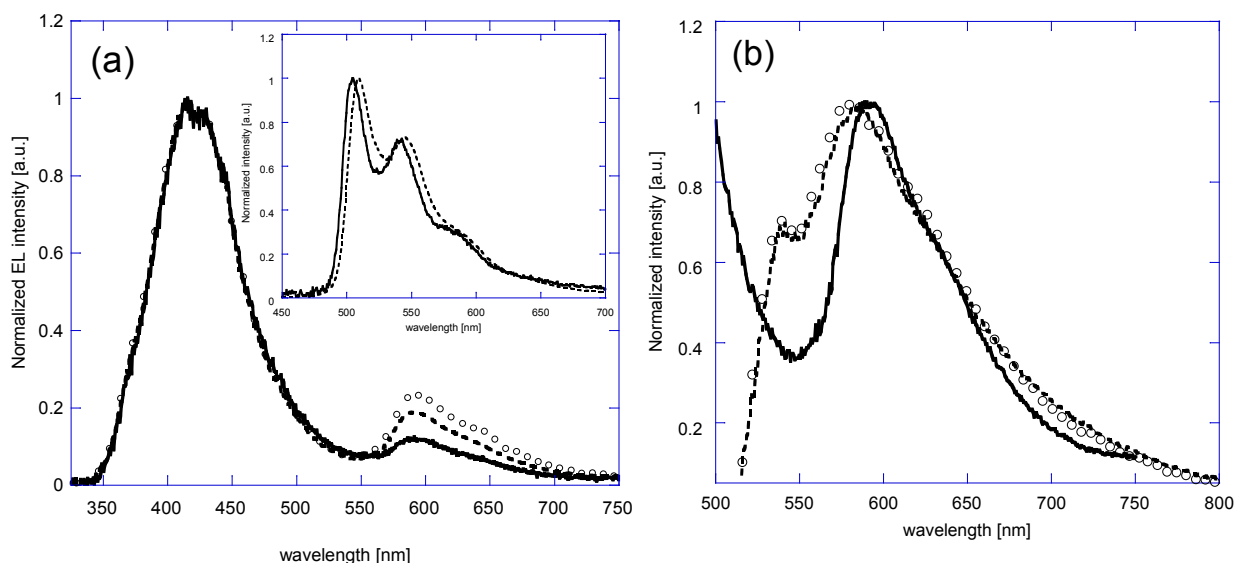 (a)
Normalized EL intensity [a.u.]
1.2
1
0.8
0.6
0.4
0.2
0
350 400 450 500 550 600 650 700 750
wavelength [nm]
Normalized intensity [a.u.]
1.2
1
0.8
0.6
0.4
0.2
0
450 500 550 600 650 700
wavelength [nm]
(b)
Normalized intensity [a.u.]
1.2
1
0.8
0.6
0.4
0.2
500 550 600 650 700 750 800
wavelength [nm]